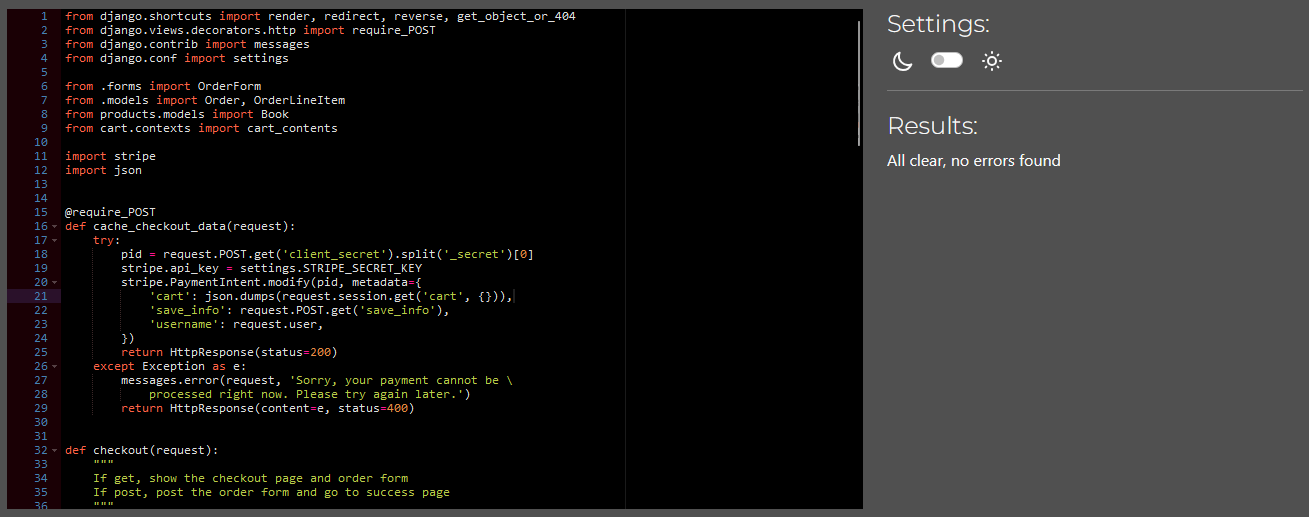 1 from django.shortcuts import render, redirect, reverse, get_object_or_404
2 from django.views.decorators.http import require_POST
3 from django.contrib import messages
4 from django.conf import settings
5
6 from .forms import OrderForm
7 from .models import Order, OrderLineItem
8 from products.models import Book
9 from cart.contexts import cart_contents
10
11 import stripe
12 import json
13
14
15 @require_POST
16 def cache_checkout_data(request):
17     try:
18         pid = request.POST.get('client_secret').split('_secret')[0]
19         stripe.api_key = settings.STRIPE_SECRET_KEY
20         stripe.PaymentIntent.modify(pid, metadata={
21             'cart': json.dumps(request.session.get('cart', {})),
22             'save_info': request.POST.get('save_info'),
23             'username': request.user,
24         })
25         return HttpResponse(status=200)
26     except Exception as e:
27         messages.error(request, 'Sorry, your payment cannot be \
28             processed right now. Please try again later.')
29         return HttpResponse(content=e, status=400)
30
31
32 def checkout(request):
33     """
34     If get, show the checkout page and order form
35     If post, post the order form and go to success page
36     """
Settings:
Results:
All clear, no errors found